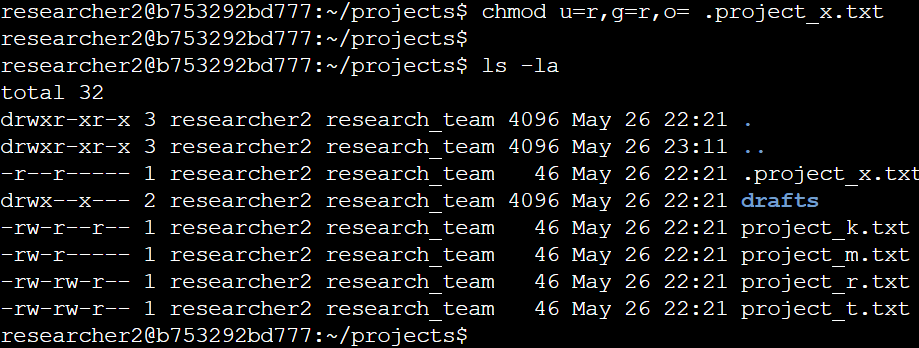 researcher2@b753292bd777:~/projects$ chmod u=r,g=r,o= .project_x.txt
researcher2@b753292bd777:~/projects$
researcher2@b753292bd777:~/projects$ ls -la
total 32
drwxr-xr-x 3 researcher2 research_team 4096 May 26 22:21 .
drwxr-xr-x 3 researcher2 research_team 4096 May 26 23:11 ..
-r--r----- 1 researcher2 research_team   46 May 26 22:21 .project_x.txt
drwx--x--- 2 researcher2 research_team 4096 May 26 22:21 drafts
-rw-r--r-- 1 researcher2 research_team   46 May 26 22:21 project_k.txt
-rw-r----- 1 researcher2 research_team   46 May 26 22:21 project_m.txt
-rw-rw-r-- 1 researcher2 research_team   46 May 26 22:21 project_r.txt
-rw-rw-r-- 1 researcher2 research_team   46 May 26 22:21 project_t.txt
researcher2@b753292bd777:~/projects$